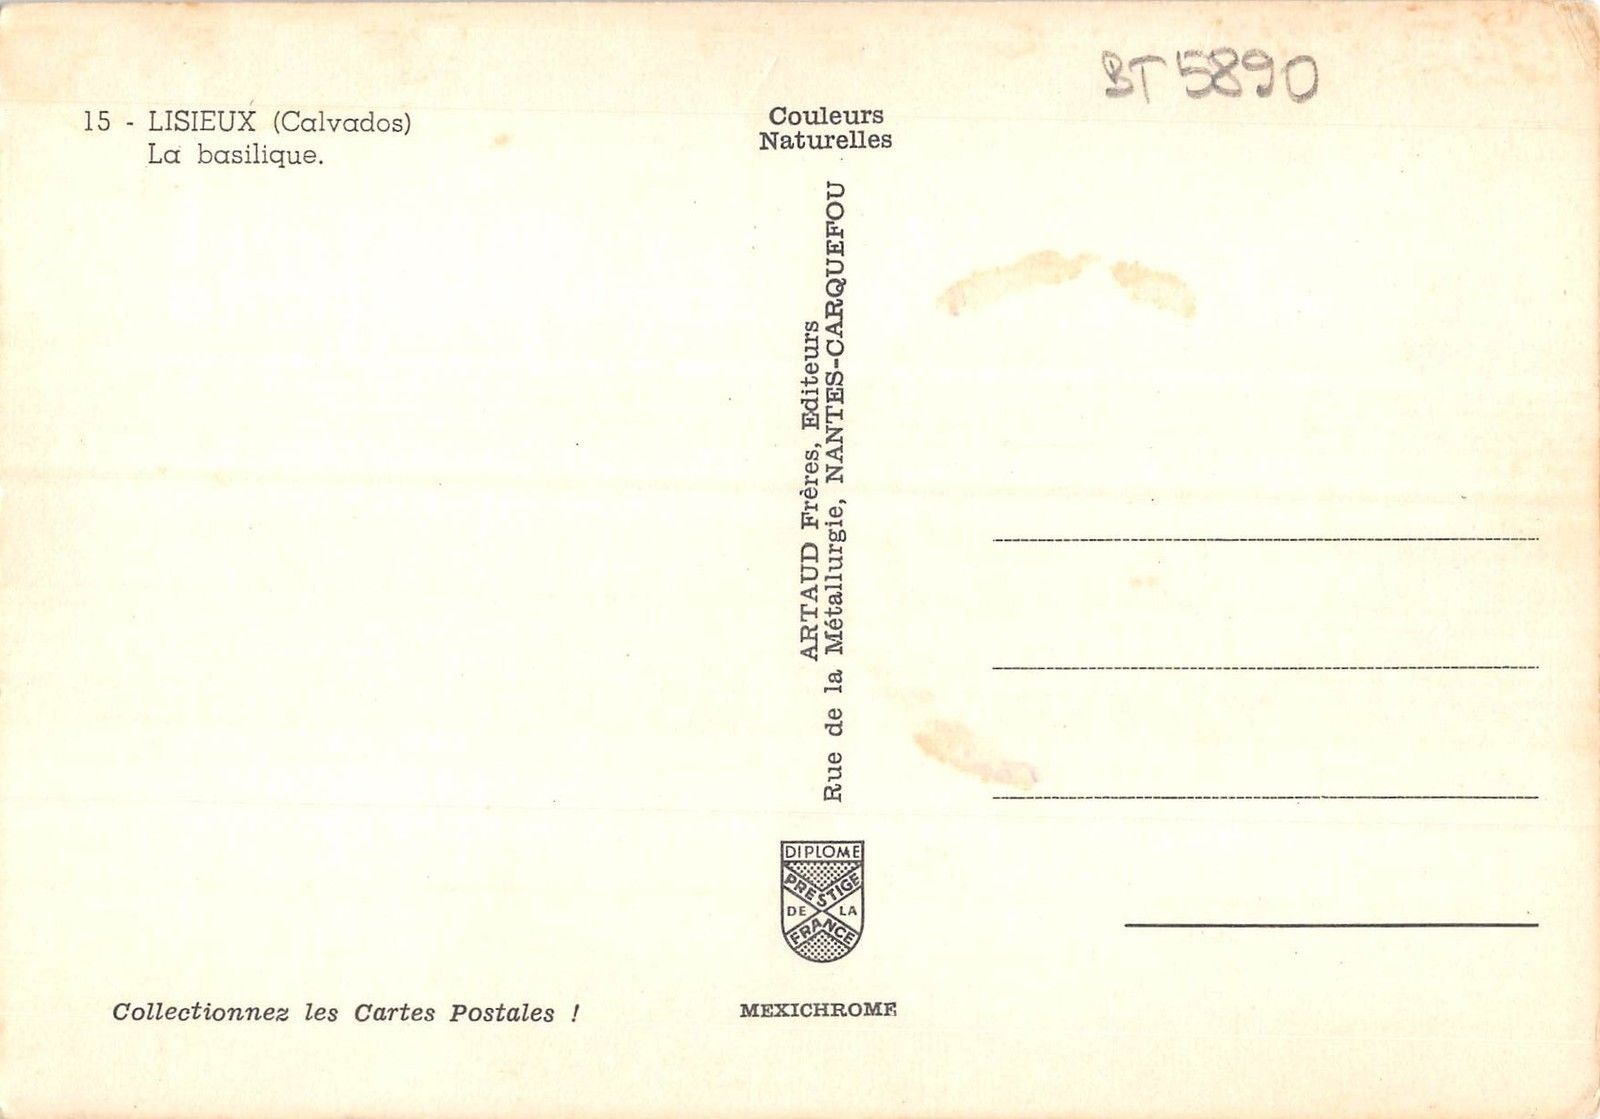 BT 5890
15 - LISIEUX (Calvados)
La basilique.
Couleurs
Naturelles
ARTAUD Frères, Editeurs
Rue de la Métallurgie, NANTES-CARQUEFOU
DIPLOME
PRESTIGE
DE LA
FRANCE
Collectionnez les Cartes Postales !
MEXICHROME